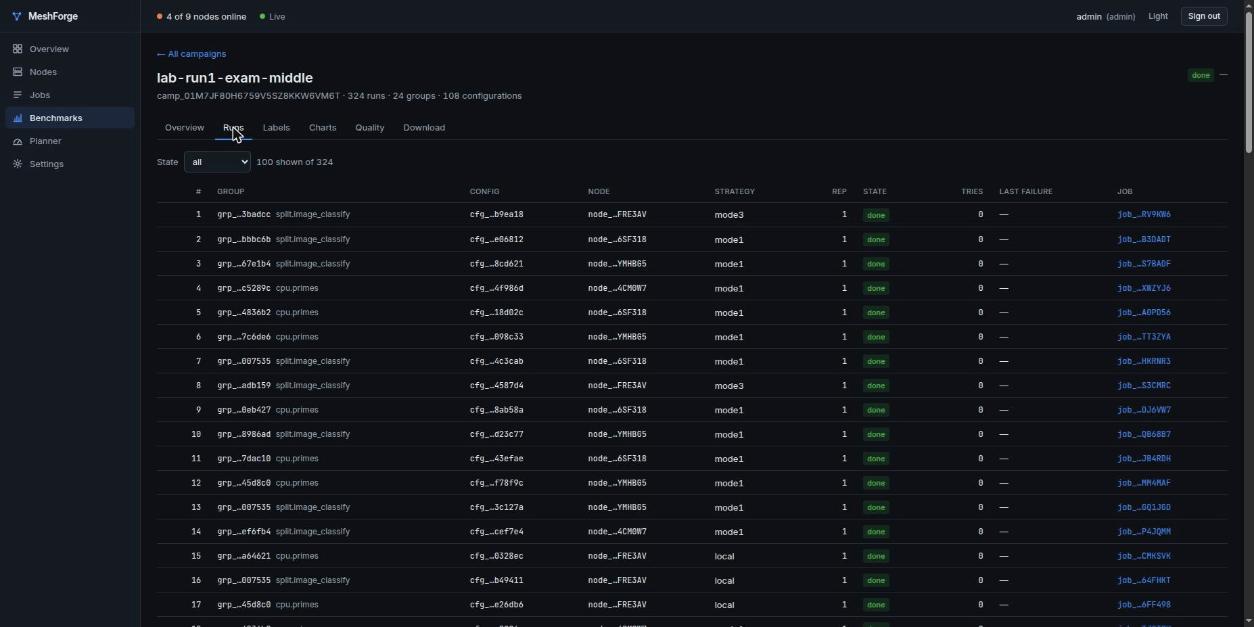 MeshForge
4 of 9 nodes online
Live
admin (admin)
Light
Sign out
Overview
Nodes
Jobs
Benchmarks
Planner
Settings
← All campaigns
lab-run1-exam-middle
done —
camp_01M7JF80H6759V5SZ8KKW6VM6T · 324 runs · 24 groups · 108 configurations
Overview Runs Labels Charts Quality Download
State all 100 shown of 324
# GROUP CONFIG NODE STRATEGY REP STATE TRIES LAST FAILURE JOB
1 grp_…3badcc split.image_classify cfg_…b9ea18 node_…FRE3AV mode3 1 done 0 — job_…RV9KW6
2 grp_…bbbc6b split.image_classify cfg_…e06812 node_…6SF318 mode1 1 done 0 — job_…B3DADT
3 grp_…67e1b4 split.image_classify cfg_…8cd621 node_…YMHBG5 mode1 1 done 0 — job_…S7BADF
4 grp_…c5289c cpu.primes cfg_…4f986d node_…4CM0W7 mode1 1 done 0 — job_…XWZYJ6
5 grp_…4836b2 cpu.primes cfg_…18d02c node_…6SF318 mode1 1 done 0 — job_…A0PD56
6 grp_…7c6de6 cpu.primes cfg_…098c33 node_…YMHBG5 mode1 1 done 0 — job_…TT3ZYA
7 grp_…007535 split.image_classify cfg_…4c3cab node_…6SF318 mode1 1 done 0 — job_…HKRNR3
8 grp_…adb159 split.image_classify cfg_…4587d4 node_…FRE3AV mode3 1 done 0 — job_…S3CMRC
9 grp_…0eb427 split.image_classify cfg_…8ab58a node_…6SF318 mode1 1 done 0 — job_…DJ6VW7
10 grp_…8986ad split.image_classify cfg_…d23c77 node_…YMHBG5 mode1 1 done 0 — job_…QB68B7
11 grp_…7dac10 cpu.primes cfg_…43efae node_…6SF318 mode1 1 done 0 — job_…JB4RDH
12 grp_…45d8c0 cpu.primes cfg_…f78f9c node_…YMHBG5 mode1 1 done 0 — job_…MM4MAF
13 grp_…007535 split.image_classify cfg_…3c127a node_…YMHBG5 mode1 1 done 0 — job_…GQ1JGD
14 grp_…ef6fb4 split.image_classify cfg_…cef7e4 node_…4CM0W7 mode1 1 done 0 — job_…P4JQMM
15 grp_…a64621 cpu.primes cfg_…0328ec node_…FRE3AV local 1 done 0 — job_…CMKSVK
16 grp_…007535 split.image_classify cfg_…b49411 node_…FRE3AV local 1 done 0 — job_…64FHKT
17 grp_…45d8c0 cpu.primes cfg_…e26db6 node_…FRE3AV local 1 done 0 — job_…6FF498